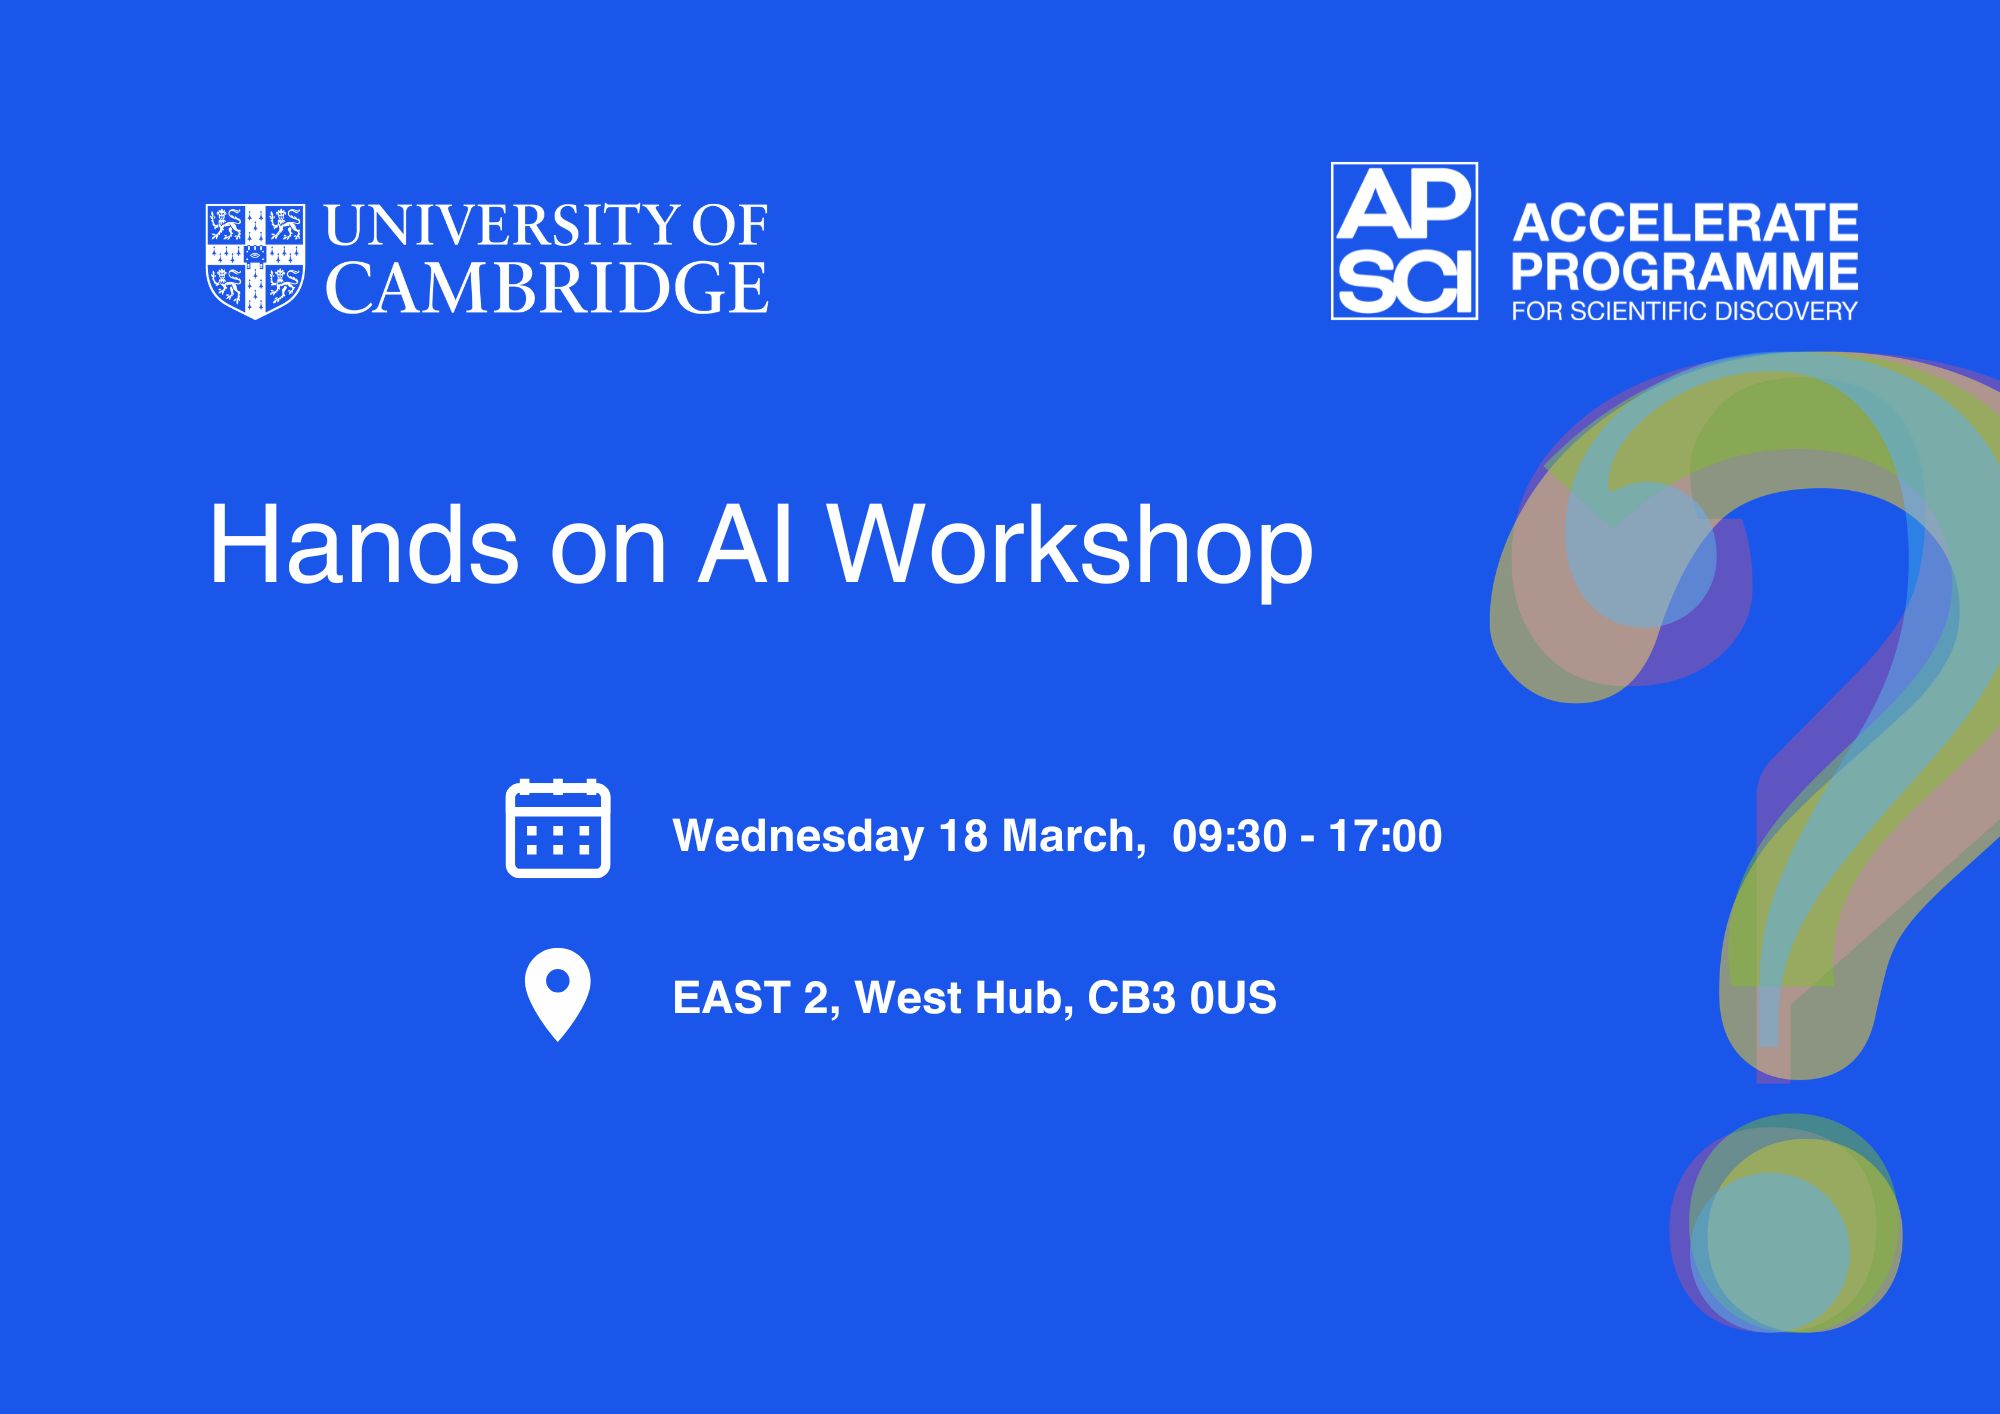 UNIVERSITY OF
CAMBRIDGE
AP
SCI
ACCELERATE
PROGRAMME
FOR SCIENTIFIC DISCOVERY
Hands on AI Workshop
Wednesday 18 March,  09:30 - 17:00
EAST 2, West Hub, CB3 0US